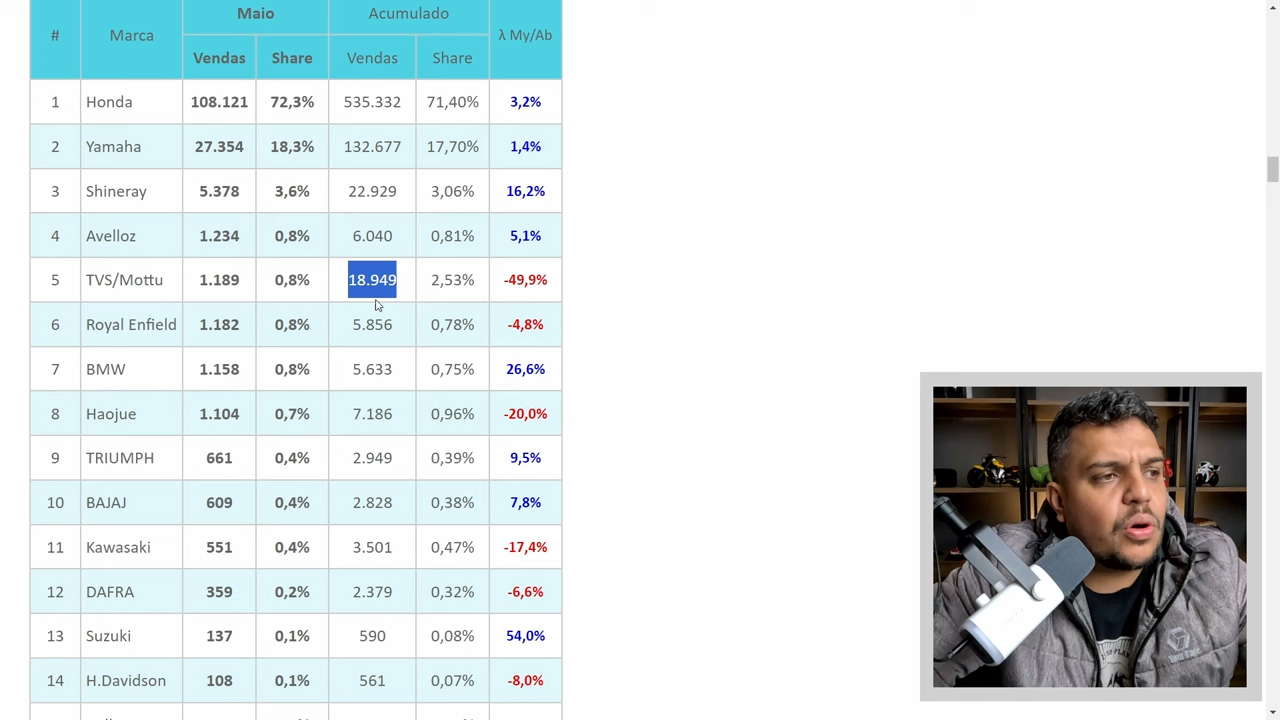 # Marca Maio Acumulado λ My/Ab
Vendas Share Vendas Share
1 Honda 108.121 72,3% 535.332 71,40% 3,2%
2 Yamaha 27.354 18,3% 132.677 17,70% 1,4%
3 Shineray 5.378 3,6% 22.929 3,06% 16,2%
4 Avelloz 1.234 0,8% 6.040 0,81% 5,1%
5 TVS/Mottu 1.189 0,8% 18.949 2,53% -49,9%
6 Royal Enfield 1.182 0,8% 5.856 0,78% -4,8%
7 BMW 1.158 0,8% 5.633 0,75% 26,6%
8 Haojue 1.104 0,7% 7.186 0,96% -20,0%
9 TRIUMPH 661 0,4% 2.949 0,39% 9,5%
10 BAJAJ 609 0,4% 2.828 0,38% 7,8%
11 Kawasaki 551 0,4% 3.501 0,47% -17,4%
12 DAFRA 359 0,2% 2.379 0,32% -6,6%
13 Suzuki 137 0,1% 590 0,08% 54,0%
14 H.Davidson 108 0,1% 561 0,07% -8,0%